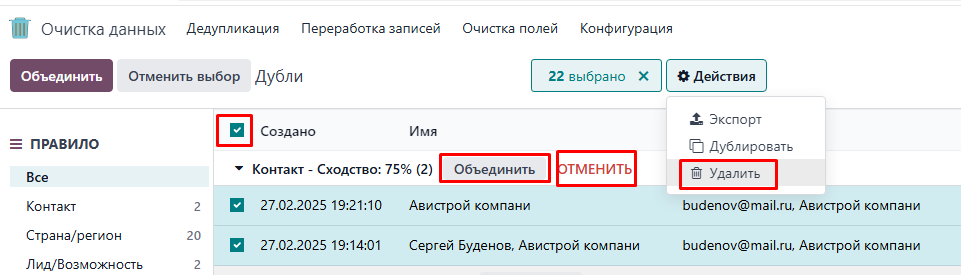 Очистка данных Дедупликация Переработка записей Очистка полей Конфигурация
Объединить Отменить выбор Дубли 22 выбрано × Действия
Экспорт
Дублировать
Удалить
ПРАВИЛО
Все
Контакт 2
Страна/регион 20
Лид/Возможность 2
Создано Имя
Контакт - Сходство: 75% (2) Объединить ОТМЕНИТЬ
27.02.2025 19:21:10 Авистрой компани budenov@mail.ru, Авистрой компани
27.02.2025 19:14:01 Сергей Буденов, Авистрой компани budenov@mail.ru, Авистрой компани